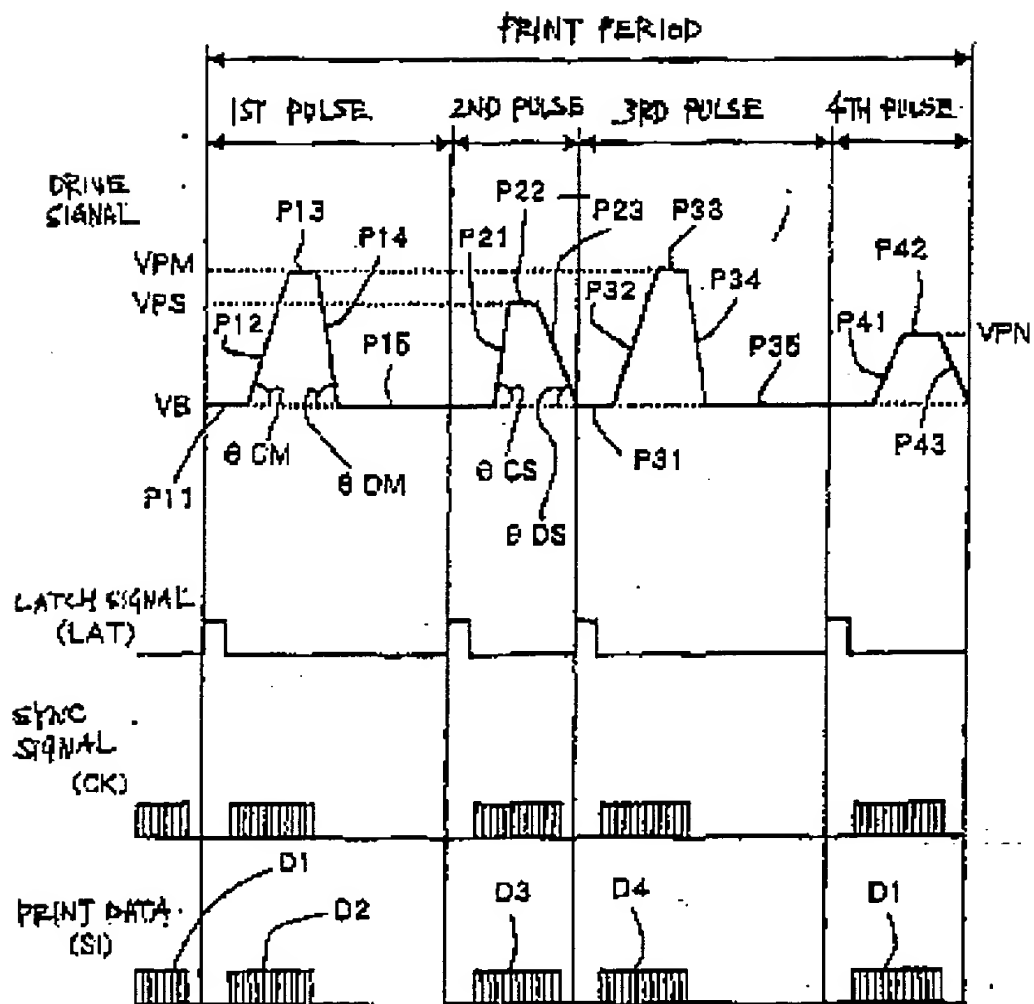 PRINT PERIOD
1ST PULSE 2ND PULSE 3RD PULSE 4TH PULSE
DRIVE
SIGNAL
P13 P14 P21 P22 P23 P33 P42
VPM
VPS
P12 P15 P32 P34 P35 P41 VPN
VB
P11 θ CM θ DM θ CS θ DS P31 P43
LATCH SIGNAL
(LAT)
SYNC
SIGNAL
(CK)
D1 D2 D3 D4 D1
PRINT DATA
(SI)